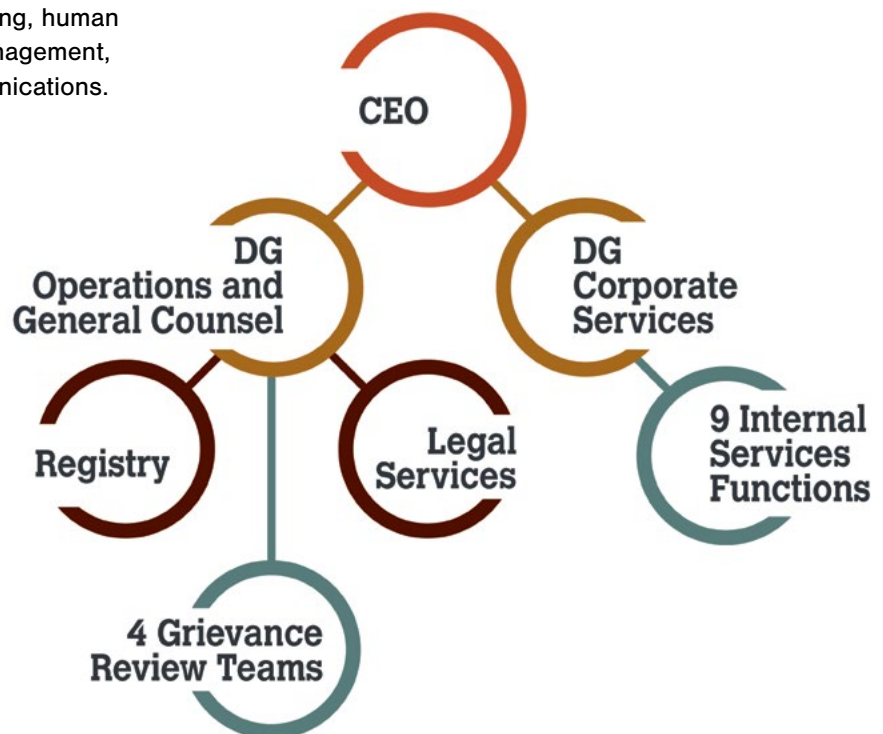 ing, human
nagement,
nications.
CEO
DG
Operations and
General Counsel
DG
Corporate
Services
Registry
Legal
Services
9 Internal
Services
Functions
4 Grievance
Review Teams